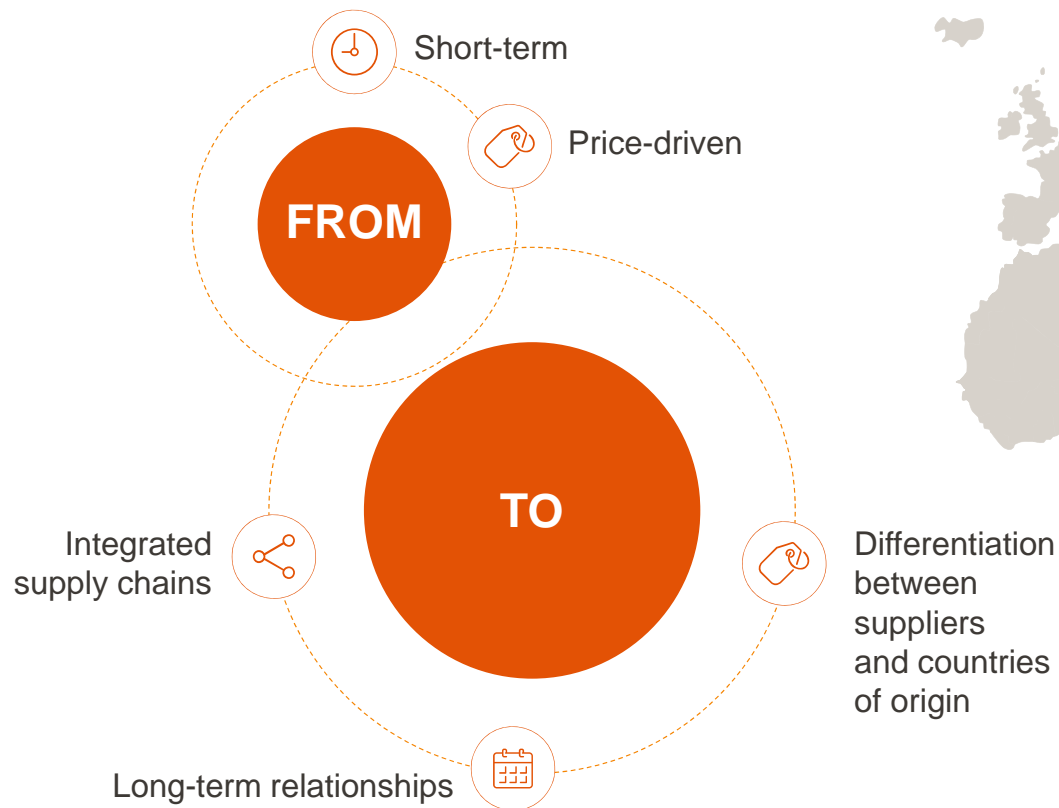 Short-term
Price-driven
FROM
TO
Integrated
supply chains
Differentiation
between
suppliers
and countries
of origin
Long-term relationships